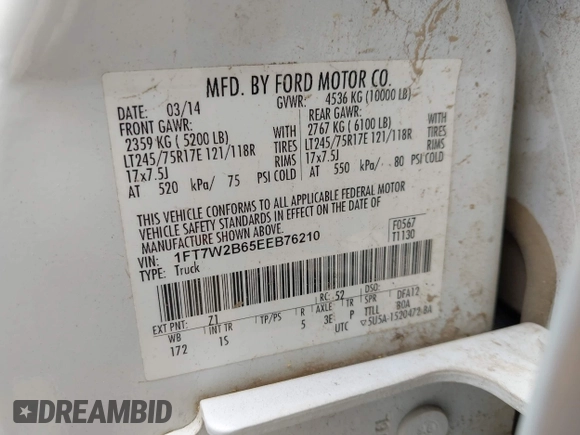 MFD. BY FORD MOTOR CO.
DATE: 03/14 GVWR: 4536 KG (10000 LB)
FRONT GAWR: REAR GAWR:
2359 KG ( 5200 LB) WITH 2767 KG ( 6100 LB) WITH
LT245/75R17E 121/118R TIRES LT245/75R17E 121/118R TIRES
17x7.5J RIMS 17x7.5J RIMS
AT 520 kPa/ 75 PSI COLD AT 550 kPa/ 80 PSI COLD
THIS VEHICLE CONFORMS TO ALL APPLICABLE FEDERAL MOTOR
VEHICLE SAFETY STANDARDS IN EFFECT ON THE DATE OF
MANUFACTURE SHOWN ABOVE.
VIN: 1FT7W2B65EEB76210 F0567
TYPE: Truck T1130
EXT PNT: Z1 RC: 52 DSO:
WB INT TR TP/PS R AXLE TR SPR DFA12
172 1S 5 3E P TTLL BOA
UTC 5U5A-1520472-BA
DREAMBID